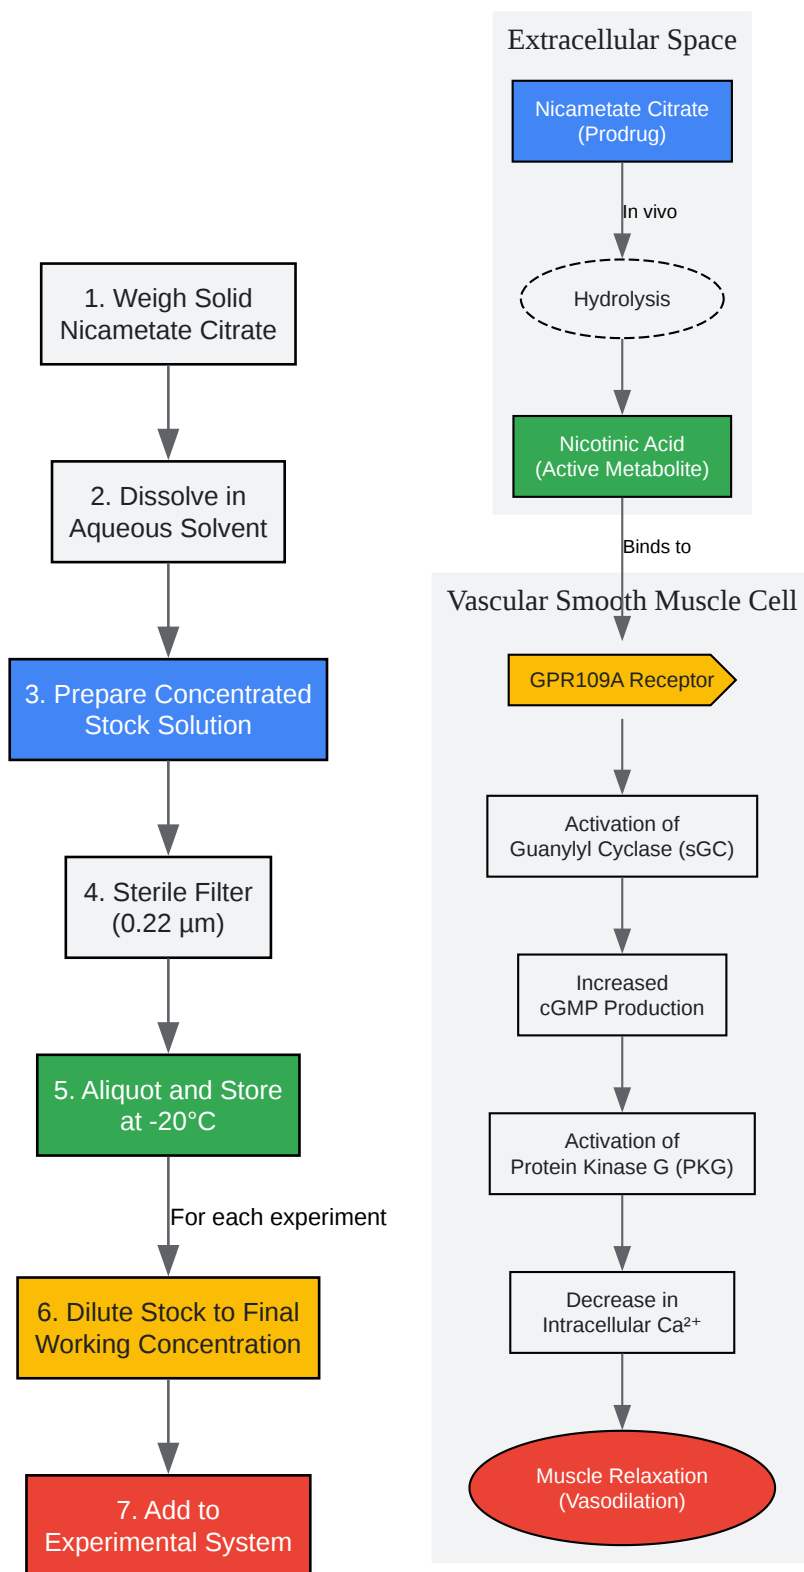 1. Weigh Solid
Nicametate Citrate
2. Dissolve in
Aqueous Solvent
3. Prepare Concentrated
Stock Solution
4. Sterile Filter
(0.22 µm)
5. Aliquot and Store
at -20°C
For each experiment
6. Dilute Stock to Final
Working Concentration
7. Add to
Experimental System
Extracellular Space
Nicametate Citrate
(Prodrug)
In vivo
Hydrolysis
Nicotinic Acid
(Active Metabolite)
Binds to
Vascular Smooth Muscle Cell
GPR109A Receptor
Activation of
Guanylyl Cyclase (sGC)
Increased
cGMP Production
Activation of
Protein Kinase G (PKG)
Decrease in
Intracellular Ca²⁺
Muscle Relaxation
(Vasodilation)